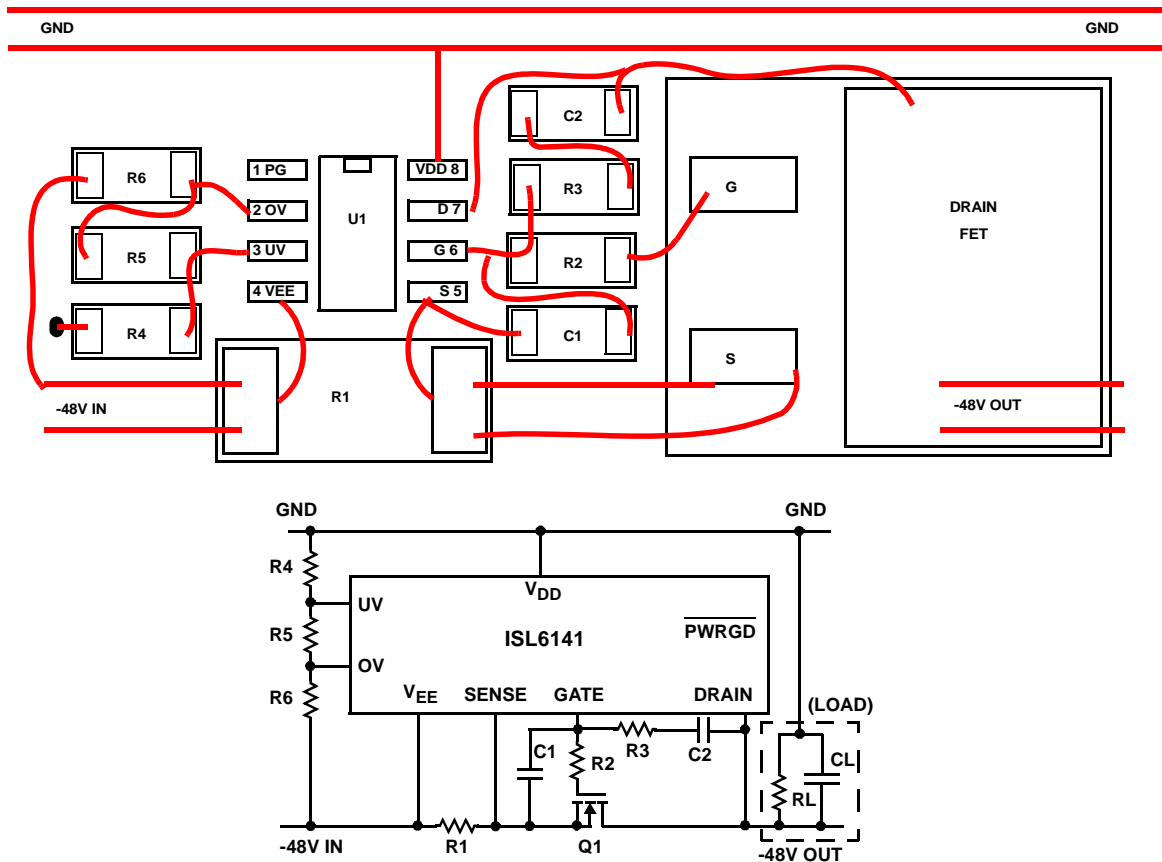 GND
GND
C2
R6
1 PG
VDD 8
R3
G
DRAIN
FET
2 OV
U1
D 7
R5
3 UV
G 6
R2
4 VEE
S 5
R4
C1
R1
S
-48V IN
-48V OUT
GND
GND
R4
VDD
UV
R5
ISL6141
PWRGD
OV
R6
VEE
SENSE
GATE
DRAIN
(LOAD)
C1
R2
R3
C2
CL
RL
-48V IN
R1
Q1
-48V OUT